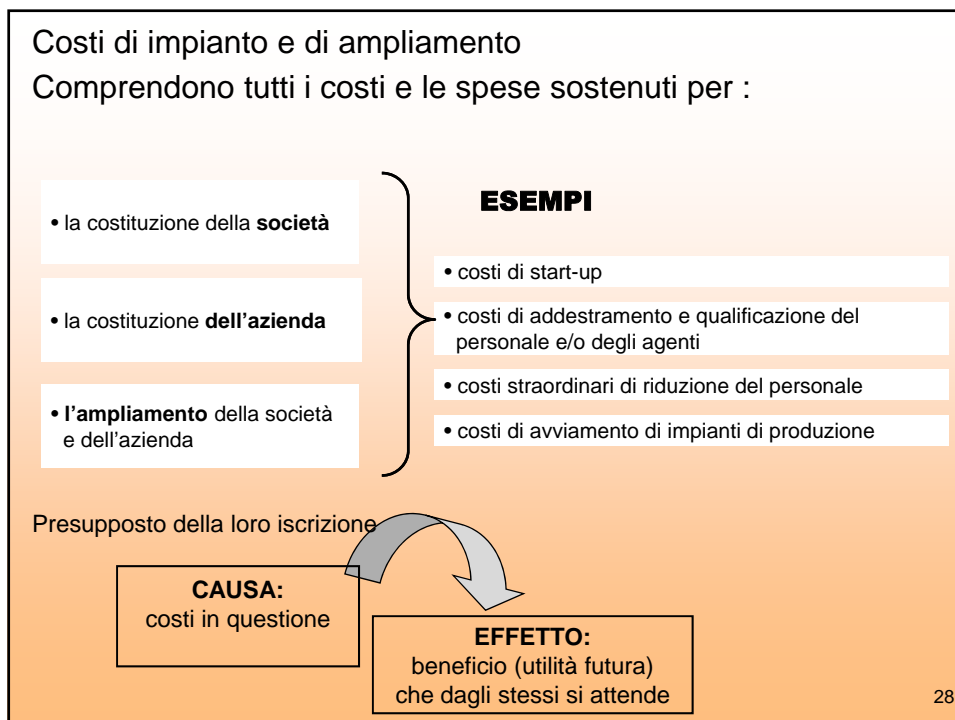 Costi di impianto e di ampliamento
Comprendono tutti i costi e le spese sostenuti per :
• la costituzione della società
• la costituzione dell'azienda
• l'ampliamento della società
e dell'azienda
ESEMPI
• costi di start-up
• costi di addestramento e qualificazione del
personale e/o degli agenti
• costi straordinari di riduzione del personale
• costi di avviamento di impianti di produzione
Presupposto della loro iscrizione
CAUSA:
costi in questione
EFFETTO:
beneficio (utilità futura)
che dagli stessi si attende
28